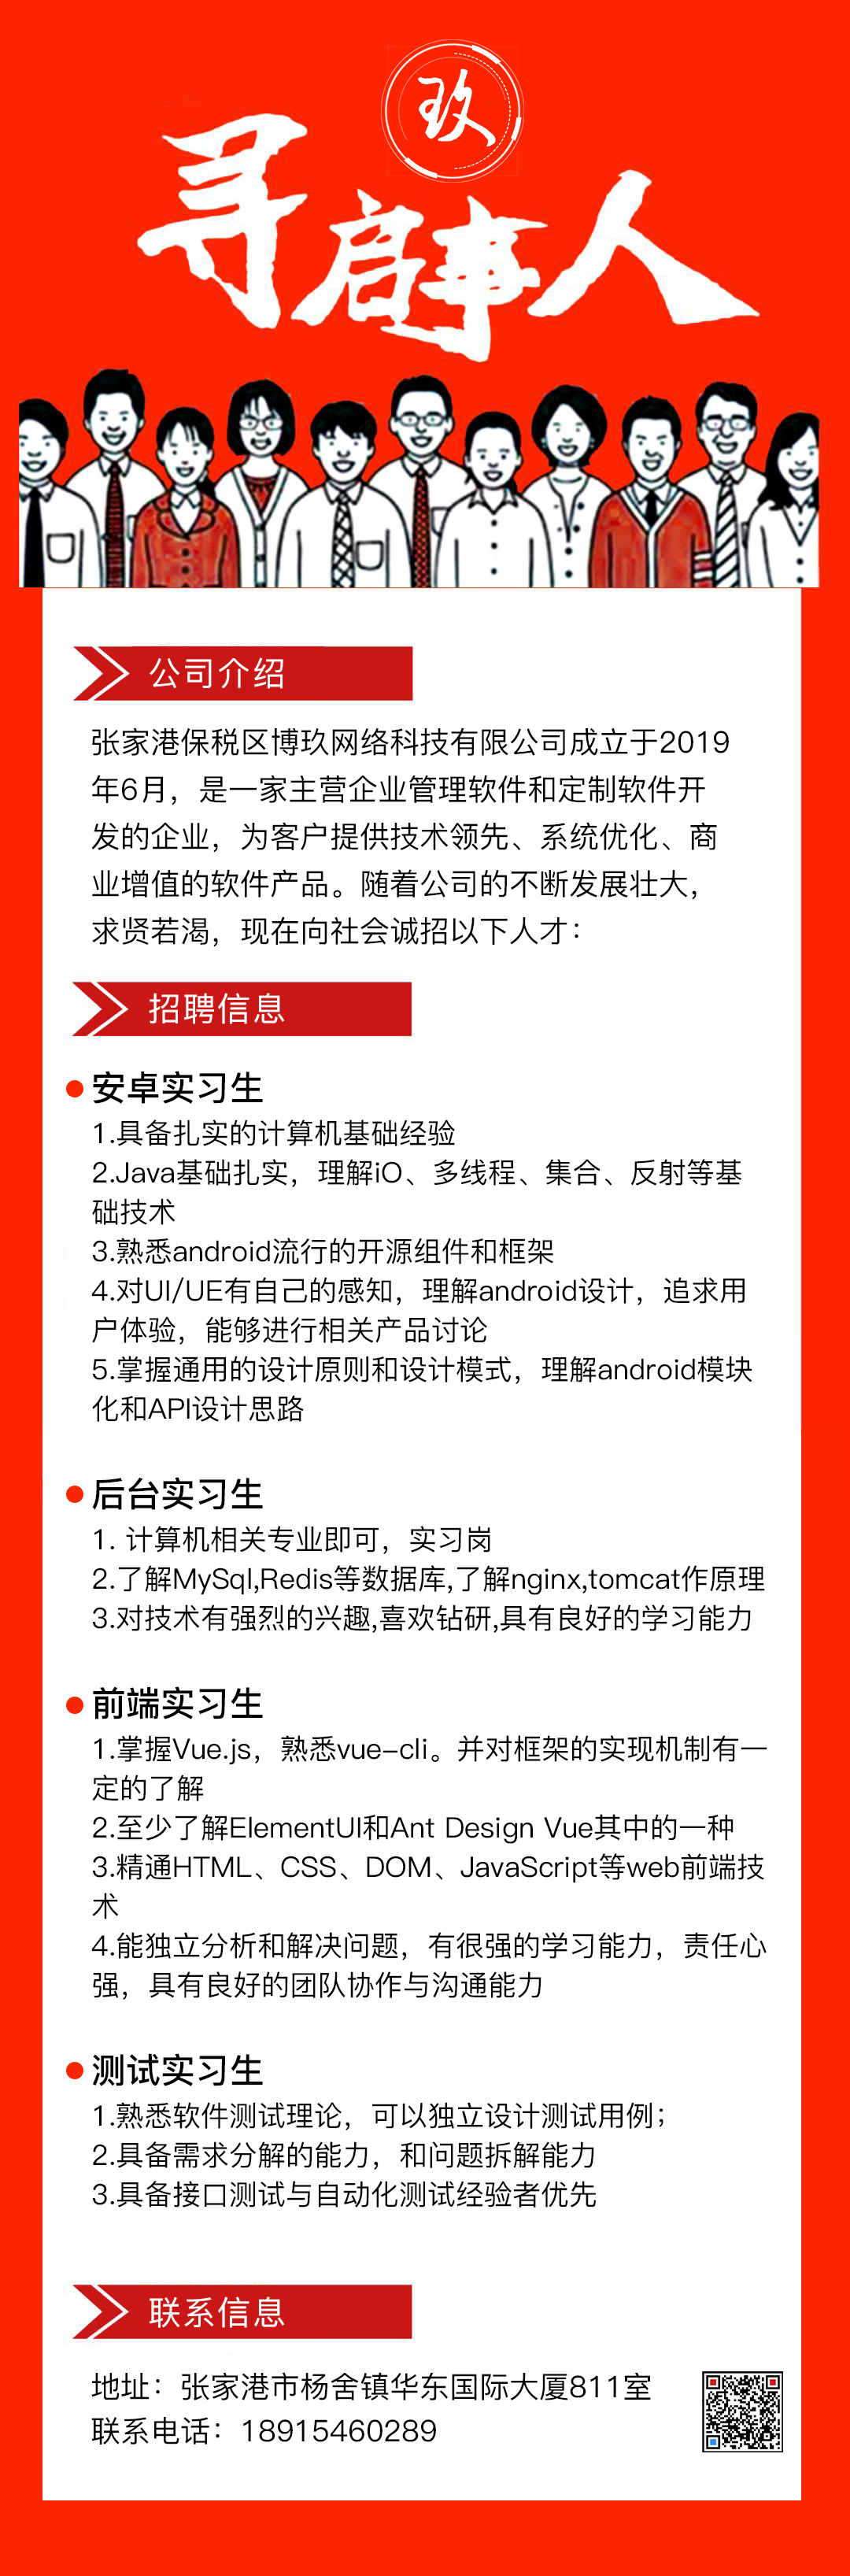 玖
寻启事人
公司介绍
张家港保税区博玖网络科技有限公司成立于2019
年6月，是一家主营企业管理软件和定制软件开
发的企业，为客户提供技术领先、系统优化、商
业增值的软件产品。随着公司的不断发展壮大，
求贤若渴，现在向社会诚招以下人才：
招聘信息
安卓实习生
1.具备扎实的计算机基础经验
2.Java基础扎实，理解iO、多线程、集合、反射等基
础技术
3.熟悉android流行的开源组件和框架
4.对UI/UE有自己的感知，理解android设计，追求用
户体验，能够进行相关产品讨论
5.掌握通用的设计原则和设计模式，理解android模块
化和API设计思路
后台实习生
1. 计算机相关专业即可，实习岗
2.了解MySql,Redis等数据库,了解nginx,tomcat作原理
3.对技术有强烈的兴趣,喜欢钻研,具有良好的学习能力
前端实习生
1.掌握Vue.js，熟悉vue-cli。并对框架的实现机制有一
定的了解
2.至少了解ElementUI和Ant Design Vue其中的一种
3.精通HTML、CSS、DOM、JavaScript等web前端技
术
4.能独立分析和解决问题，有很强的学习能力，责任心
强，具有良好的团队协作与沟通能力
测试实习生
1.熟悉软件测试理论，可以独立设计测试用例；
2.具备需求分解的能力，和问题拆解能力
3.具备接口测试与自动化测试经验者优先
联系信息
地址：张家港市杨舍镇华东国际大厦811室
联系电话：18915460289